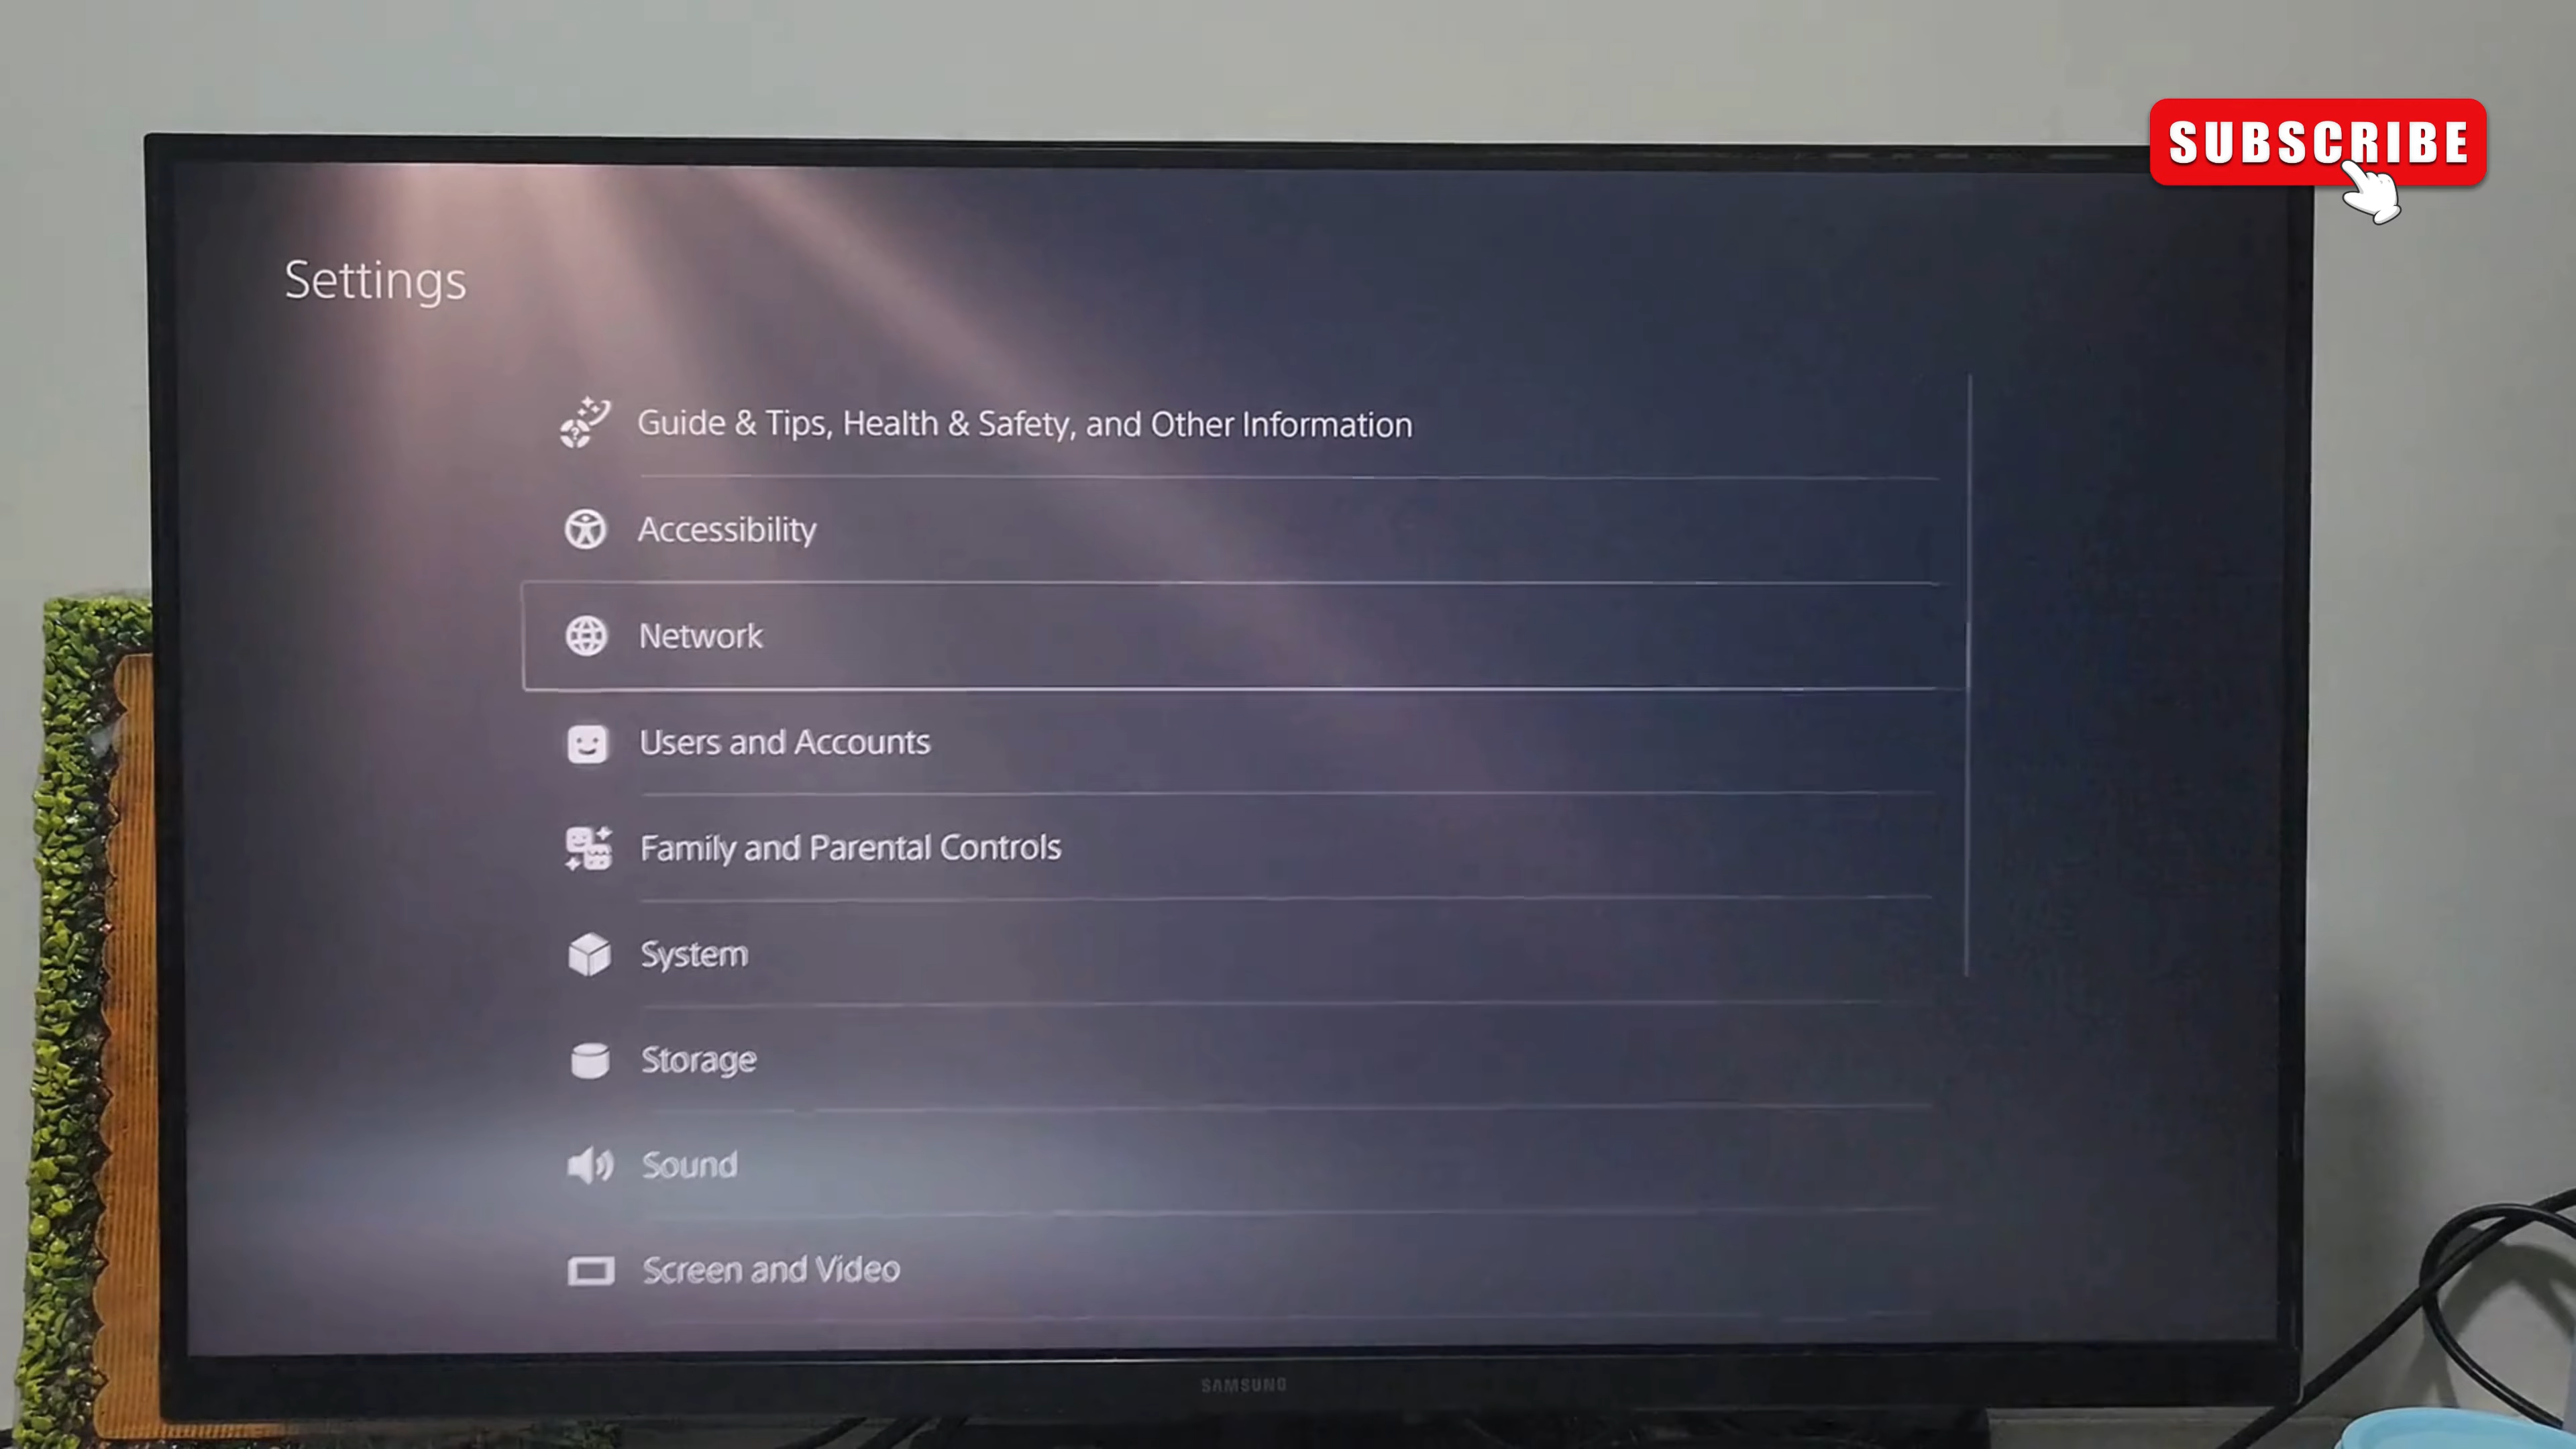 SUBSCRIBE
Settings
Guide & Tips, Health & Safety, and Other Information
Accessibility
Network
Users and Accounts
Family and Parental Controls
System
Storage
Sound
Screen and Video
SAMSUNG